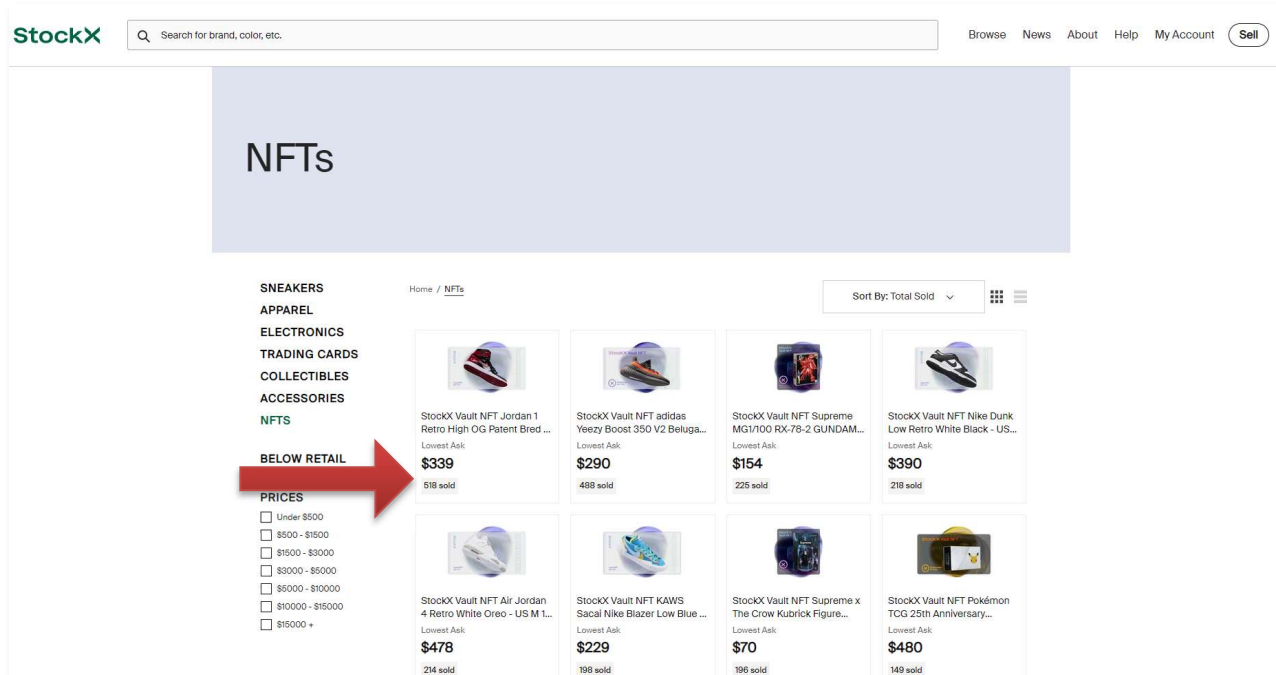 StockX
Search for brand, color, etc.
Browse News About Help My Account Sell
NFTs
SNEAKERS
APPAREL
ELECTRONICS
TRADING CARDS
COLLECTIBLES
ACCESSORIES
NFTS
BELOW RETAIL
PRICES
Under $500
$500 - $1500
$1500 - $3000
$3000 - $5000
$5000 - $10000
$10000 - $15000
$15000 +
Home / NFTs
Sort By: Total Sold
StockX Vault NFT Jordan 1
Retro High OG Patent Bred ...
Lowest Ask
$339
518 sold
StockX Vault NFT adidas
Yeezy Boost 350 V2 Beluga...
Lowest Ask
$290
488 sold
StockX Vault NFT Supreme
MG1/100 RX-78-2 GUNDAM...
Lowest Ask
$154
225 sold
StockX Vault NFT Nike Dunk
Low Retro White Black - US...
Lowest Ask
$390
218 sold
StockX Vault NFT Air Jordan
4 Retro White Oreo - US M 1...
Lowest Ask
$478
214 sold
StockX Vault NFT KAWS
Sacai Nike Blazer Low Blue ...
Lowest Ask
$229
198 sold
StockX Vault NFT Supreme x
The Crow Kubrick Figure...
Lowest Ask
$70
196 sold
StockX Vault NFT Pokémon
TCG 25th Anniversary...
Lowest Ask
$480
149 sold